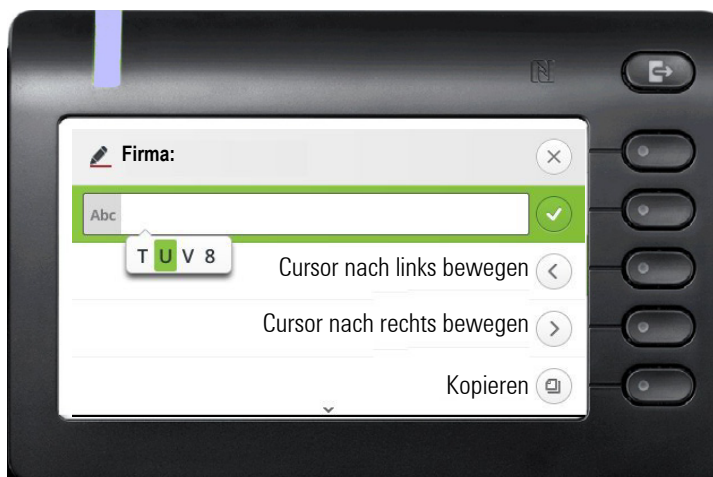 Firma:
Abc
T U V 8
Cursor nach links bewegen
Cursor nach rechts bewegen
Kopieren